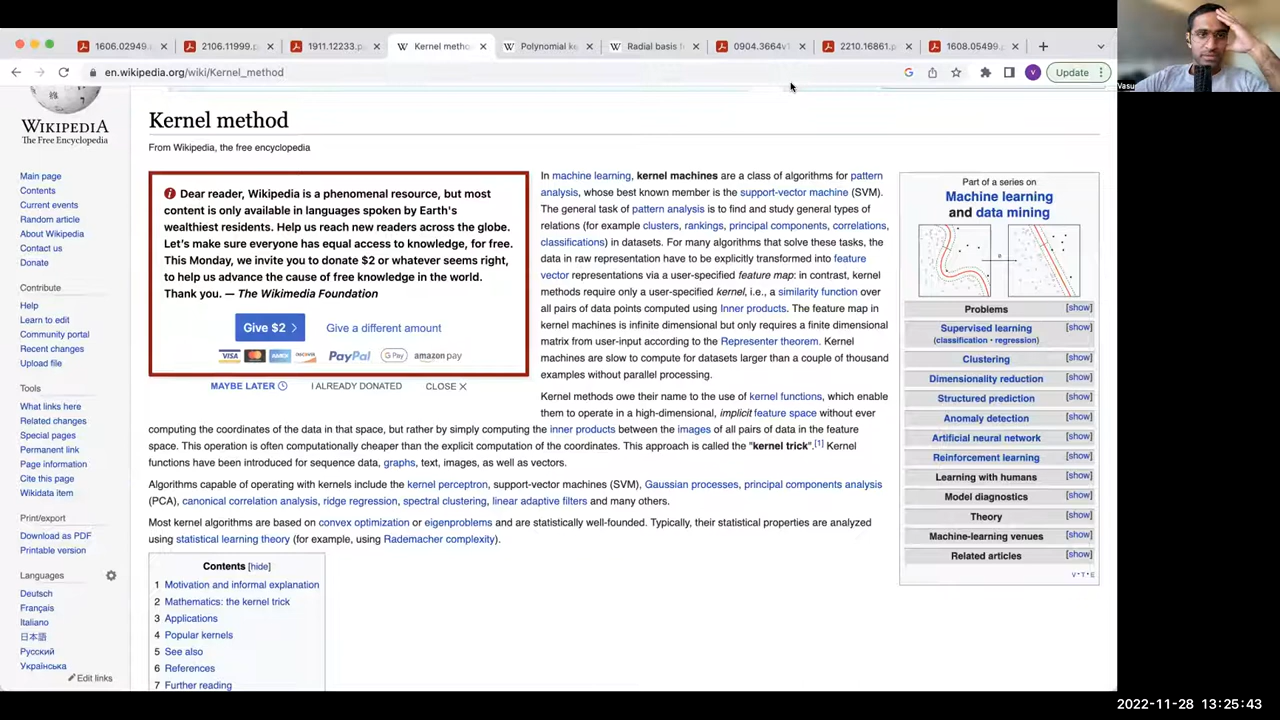 1606.02949.
2106.11999.p
1911.12233.p
Kernel metho
Polynomial ke
Radial basis f
0904.3664v1
2210.16861.p
1608.05499.p
en.wikipedia.org/wiki/Kernel_method
V
Update
Vasu
WIKIPEDIA
The Free Encyclopedia
Main page
Contents
Current events
Random article
About Wikipedia
Contact us
Donate
Contribute
Help
Learn to edit
Community portal
Recent changes
Upload file
Tools
What links here
Related changes
Special pages
Permanent link
Page information
Cite this page
Wikidata item
Print/export
Download as PDF
Printable version
Languages
Deutsch
Français
Italiano
日本語
Русский
Українська
Edit links
Kernel method
From Wikipedia, the free encyclopedia
Dear reader, Wikipedia is a phenomenal resource, but most
content is only available in languages spoken by Earth's
wealthiest residents. Help us reach new readers across the globe.
Let's make sure everyone has equal access to knowledge, for free.
This Monday, we invite you to donate $2 or whatever seems right,
to help us advance the cause of free knowledge in the world.
Thank you. — The Wikimedia Foundation
Give $2
Give a different amount
VISA AMEX DISCOVER PayPal G Pay amazon pay
MAYBE LATER I ALREADY DONATED CLOSE
In machine learning, kernel machines are a class of algorithms for pattern
analysis, whose best known member is the support-vector machine (SVM).
The general task of pattern analysis is to find and study general types of
relations (for example clusters, rankings, principal components, correlations,
classifications) in datasets. For many algorithms that solve these tasks, the
data in raw representation have to be explicitly transformed into feature
vector representations via a user-specified feature map: in contrast, kernel
methods require only a user-specified kernel, i.e., a similarity function over
all pairs of data points computed using Inner products. The feature map in
kernel machines is infinite dimensional but only requires a finite dimensional
matrix from user-input according to the Representer theorem. Kernel
machines are slow to compute for datasets larger than a couple of thousand
examples without parallel processing.
Kernel methods owe their name to the use of kernel functions, which enable
them to operate in a high-dimensional, implicit feature space without ever
computing the coordinates of the data in that space, but rather by simply computing the inner products between the images of all pairs of data in the feature
space. This operation is often computationally cheaper than the explicit computation of the coordinates. This approach is called the "kernel trick".[1] Kernel
functions have been introduced for sequence data, graphs, text, images, as well as vectors.
Algorithms capable of operating with kernels include the kernel perceptron, support-vector machines (SVM), Gaussian processes, principal components analysis
(PCA), canonical correlation analysis, ridge regression, spectral clustering, linear adaptive filters and many others.
Most kernel algorithms are based on convex optimization or eigenproblems and are statistically well-founded. Typically, their statistical properties are analyzed
using statistical learning theory (for example, using Rademacher complexity).
Contents [hide]
1 Motivation and informal explanation
2 Mathematics: the kernel trick
3 Applications
4 Popular kernels
5 See also
6 References
7 Further reading
Part of a series on
Machine learning
and data mining
Problems [show]
Supervised learning [show]
(classification • regression)
Clustering [show]
Dimensionality reduction [show]
Structured prediction [show]
Anomaly detection [show]
Artificial neural network [show]
Reinforcement learning [show]
Learning with humans [show]
Model diagnostics [show]
Theory [show]
Machine-learning venues [show]
Related articles [show]
V•T•E
2022-11-28 13:25:43